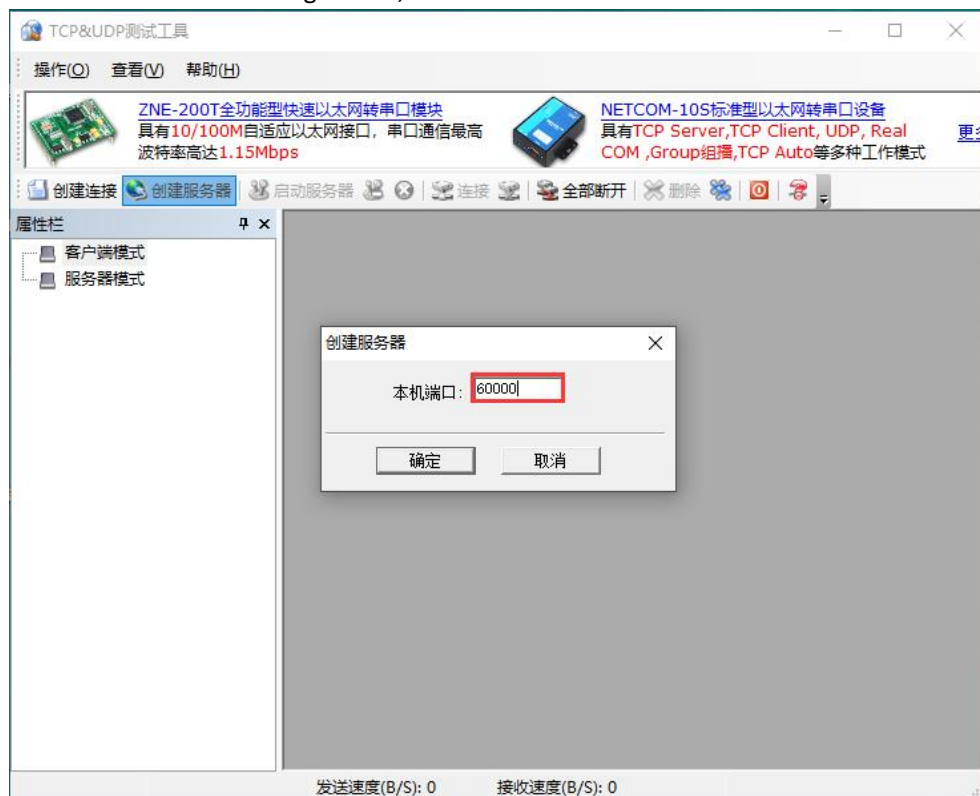 TCP&UDP测试工具
操作(O) 查看(V) 帮助(H)
ZNE-200T全功能型快速以太网转串口模块
具有10/100M自适应以太网接口，串口通信最高
波特率高达1.15Mbps
NETCOM-10S标准型以太网转串口设备
具有TCP Server,TCP Client, UDP, Real
COM ,Group组播,TCP Auto等多种工作模式
创建连接 创建服务器 启动服务器 连接 全部断开 删除
属性栏
客户端模式
服务器模式
创建服务器
本机端口: 60000
确定 取消
发送速度(B/S): 0 接收速度(B/S): 0